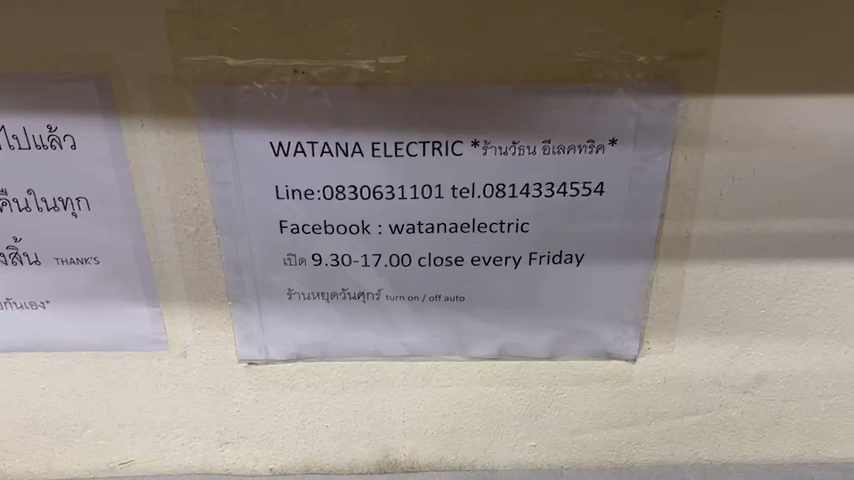 ไปแล้ว
คืนในทุก
สิ้น THANK'S
กันเอง*
WATANA ELECTRIC *ร้านวัธน อีเลคทริค*
Line:0830631101 tel.0814334554
Facebook : watanaelectric
เปิด 9.30-17.00 close every Friday
ร้านหยุดวันศุกร์ turn on / off auto